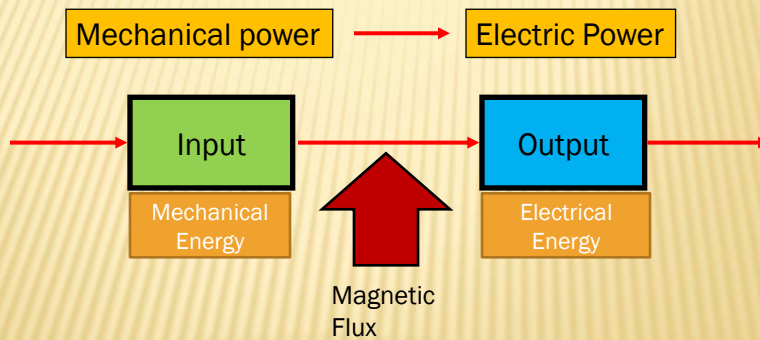 Mechanical power
Electric Power
Input
Output
Mechanical
Energy
Electrical
Energy
Magnetic
Flux